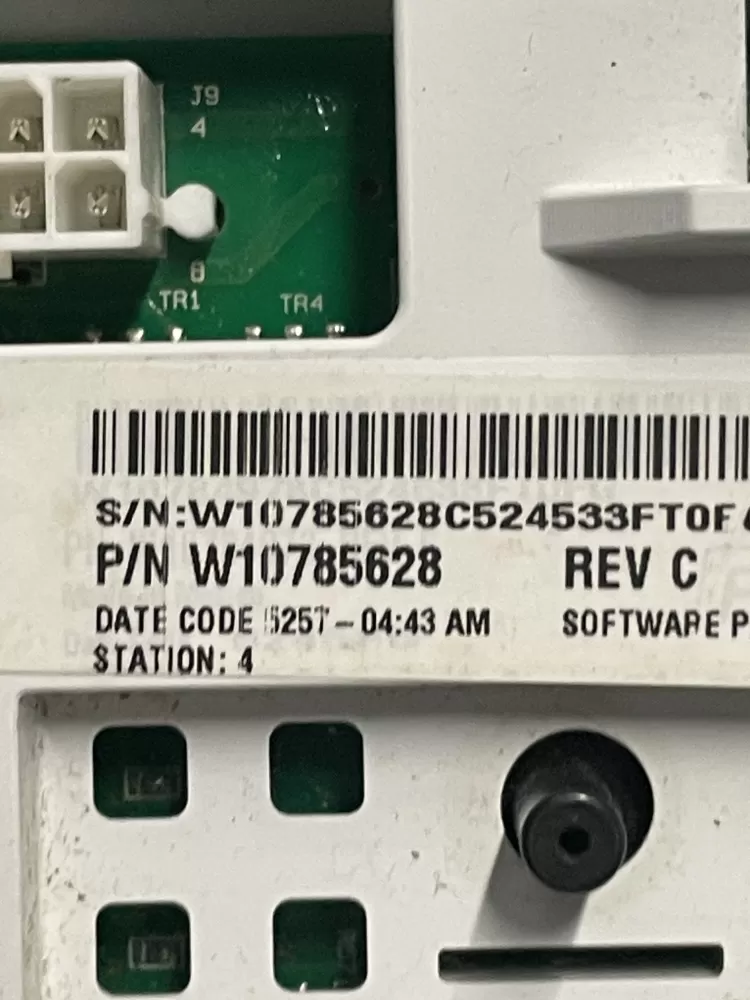 J9
4
8
TR1
TR4
S/N:W10785628C524533FT0F
P/N W10785628 REV C
DATE CODE 5257-04:43 AM SOFTWARE P
STATION: 4